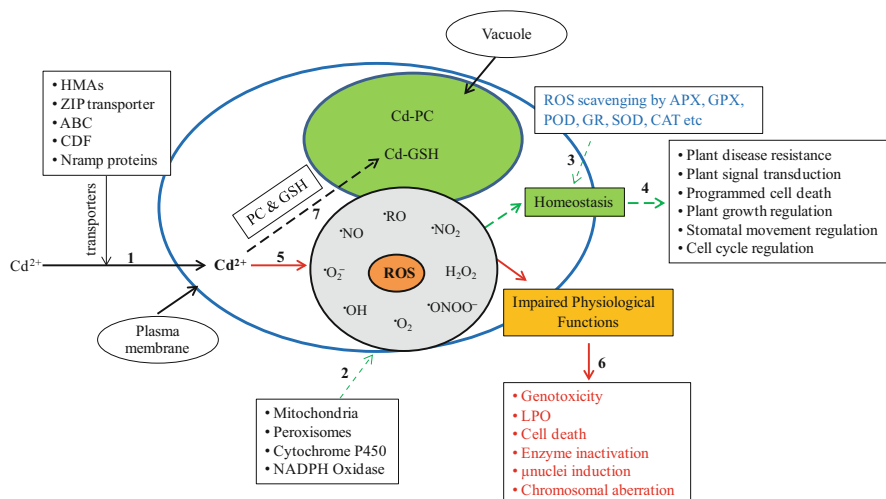 Vacuole
• HMAs
• ZIP transporter
• ABC
• CDF
• Nramp proteins
transporters
Cd²⁺
1
Cd²⁺
Plasma
membrane
PC & GSH
7
5
Cd-PC
Cd-GSH
•RO
•NO
•NO₂
•O₂⁻
ROS
H₂O₂
•OH
•ONOO⁻
•O₂
2
• Mitochondria
• Peroxisomes
• Cytochrome P450
• NADPH Oxidase
ROS scavenging by APX, GPX,
POD, GR, SOD, CAT etc
3
Homeostasis
4
• Plant disease resistance
• Plant signal transduction
• Programmed cell death
• Plant growth regulation
• Stomatal movement regulation
• Cell cycle regulation
Impaired Physiological
Functions
6
• Genotoxicity
• LPO
• Cell death
• Enzyme inactivation
• µnuclei induction
• Chromosomal aberration